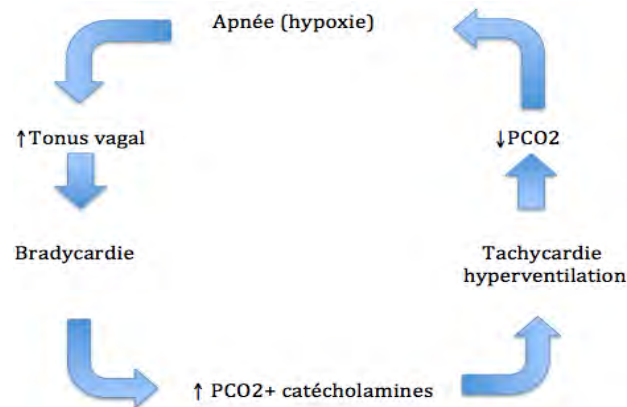 Apnée (hypoxie)
↑Tonus vagal
↓PCO2
Bradycardie
Tachycardie
hyperventilation
↑ PCO2+ catécholamines